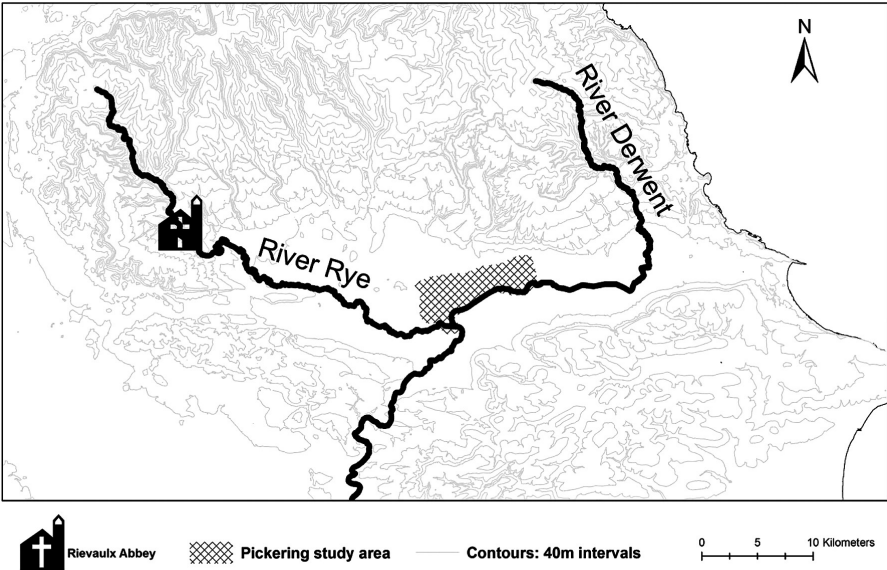 N
River Derwent
River Rye
Rievaulx Abbey
Pickering study area
Contours: 40m intervals
0 5 10 Kilometers